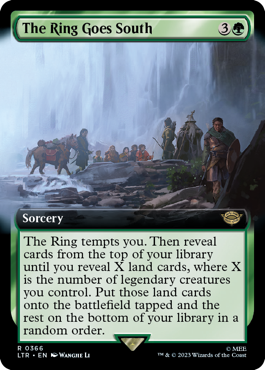 The Ring Goes South 3
Sorcery
The Ring tempts you. Then reveal
cards from the top of your library
until you reveal X land cards, where X
is the number of legendary creatures
you control. Put those land cards
onto the battlefield tapped and the
rest on the bottom of your library in a
random order.
R 0366
LTR • EN Wanghe Li
© MEE
™ & © 2023 Wizards of the Coast